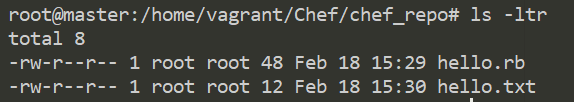 root@master:/home/vagrant/Chef/chef_repo# ls -ltr
total 8
-rw-r--r-- 1 root root 48 Feb 18 15:29 hello.rb
-rw-r--r-- 1 root root 12 Feb 18 15:30 hello.txt